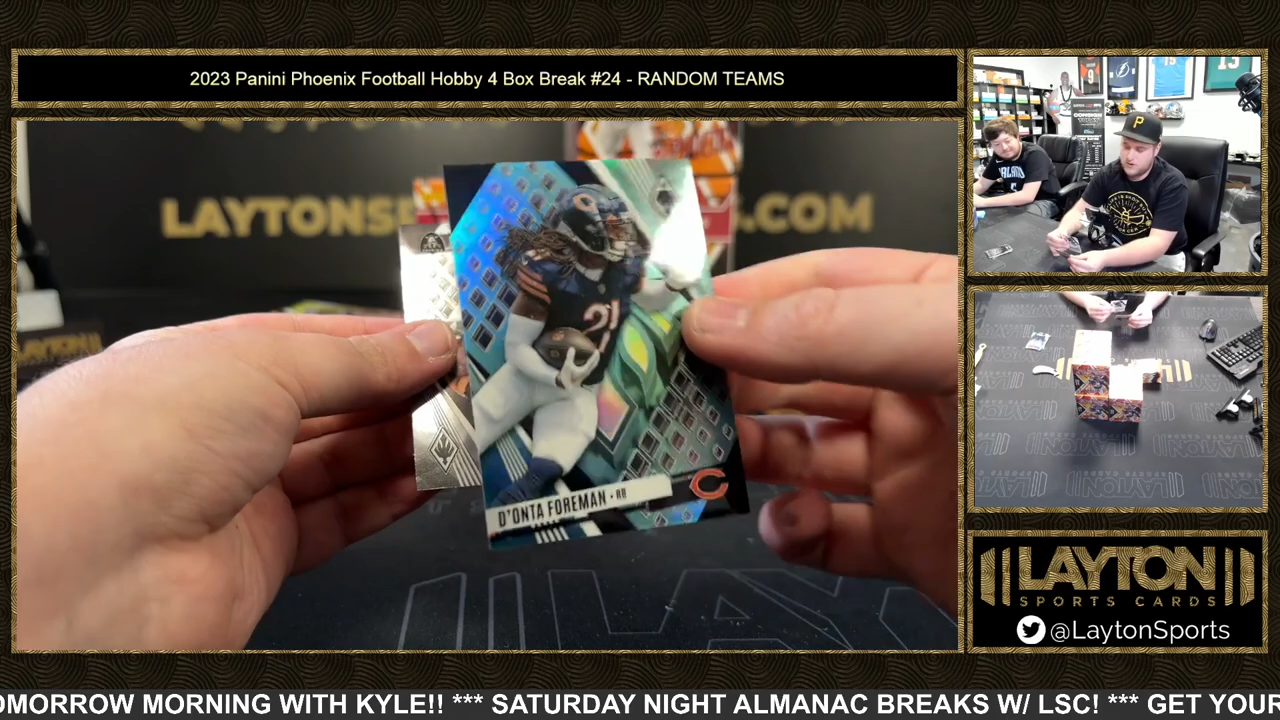 2023 Panini Phoenix Football Hobby 4 Box Break #24 - RANDOM TEAMS
LAYTONS
S.COM
21
D'ONTA FOREMAN • RB
LAYTON
SPORTS CARDS
@LaytonSports
OMORROW MORNING WITH KYLE!! *** SATURDAY NIGHT ALMANAC BREAKS W/ LSC! *** GET YOUR